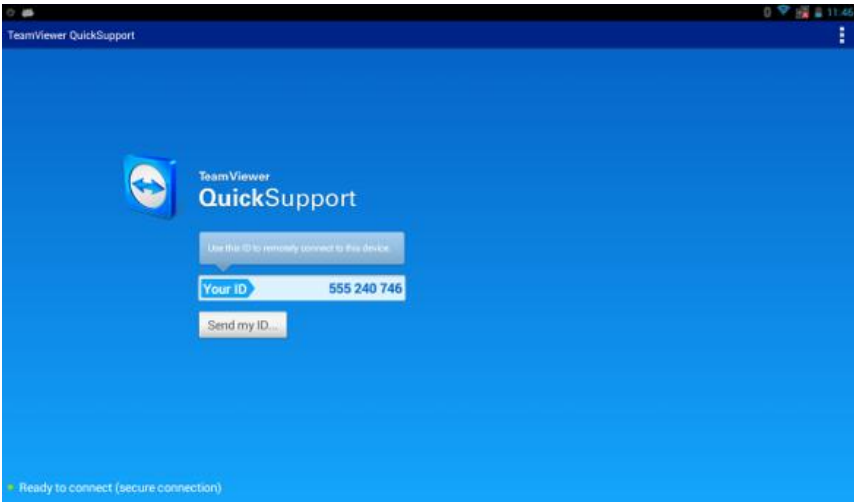 11:46
TeamViewer QuickSupport
TeamViewer
QuickSupport
Use this ID to remotely connect to this device.
Your ID 555 240 746
Send my ID...
Ready to connect (secure connection)